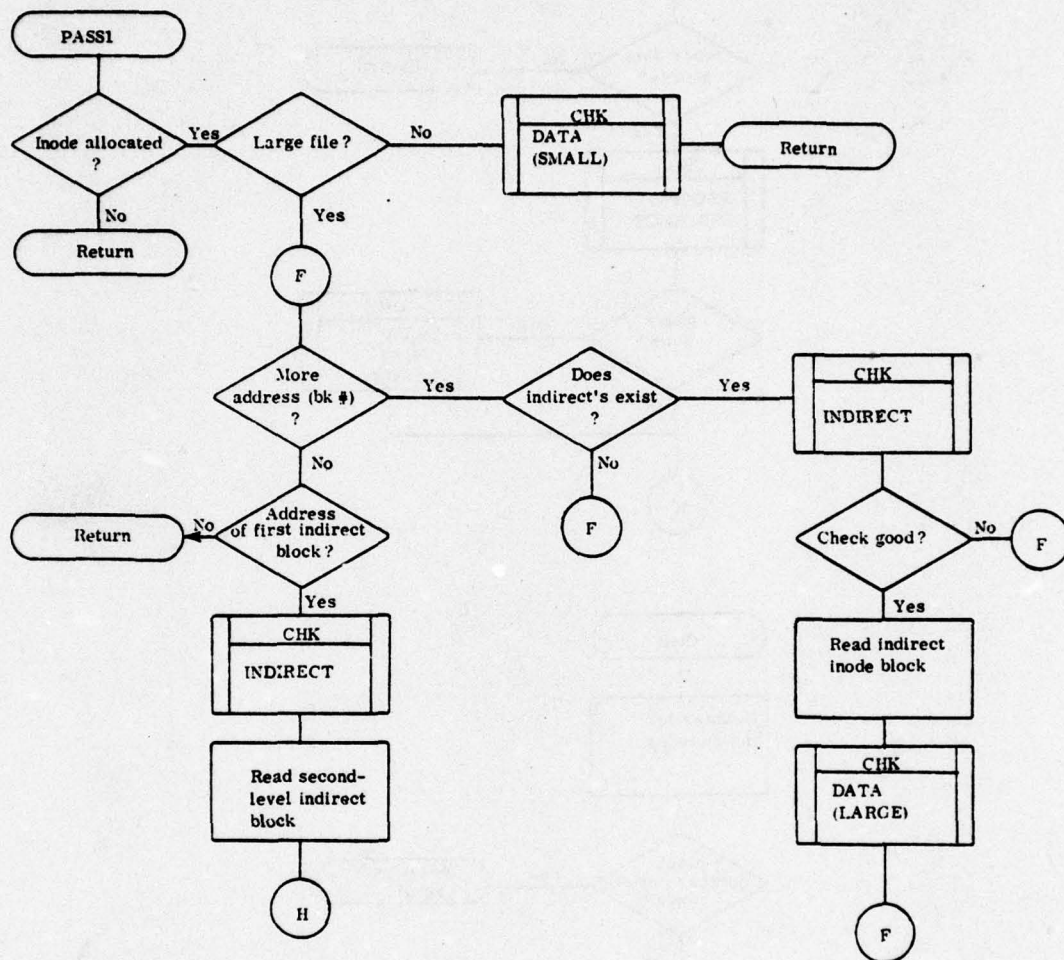 PASS1
Inode allocated
?
Yes
Large file?
No
CHK
DATA
(SMALL)
Return
No
Return
Yes
F
More
address (bk #)
?
Yes
Does
indirect's exist
?
Yes
CHK
INDIRECT
No
No
F
Address
of first indirect
block?
No
Return
Check good?
No
F
Yes
Yes
CHK
INDIRECT
Read indirect
inode block
Read second-
level indirect
block
CHK
DATA
(LARGE)
H
F